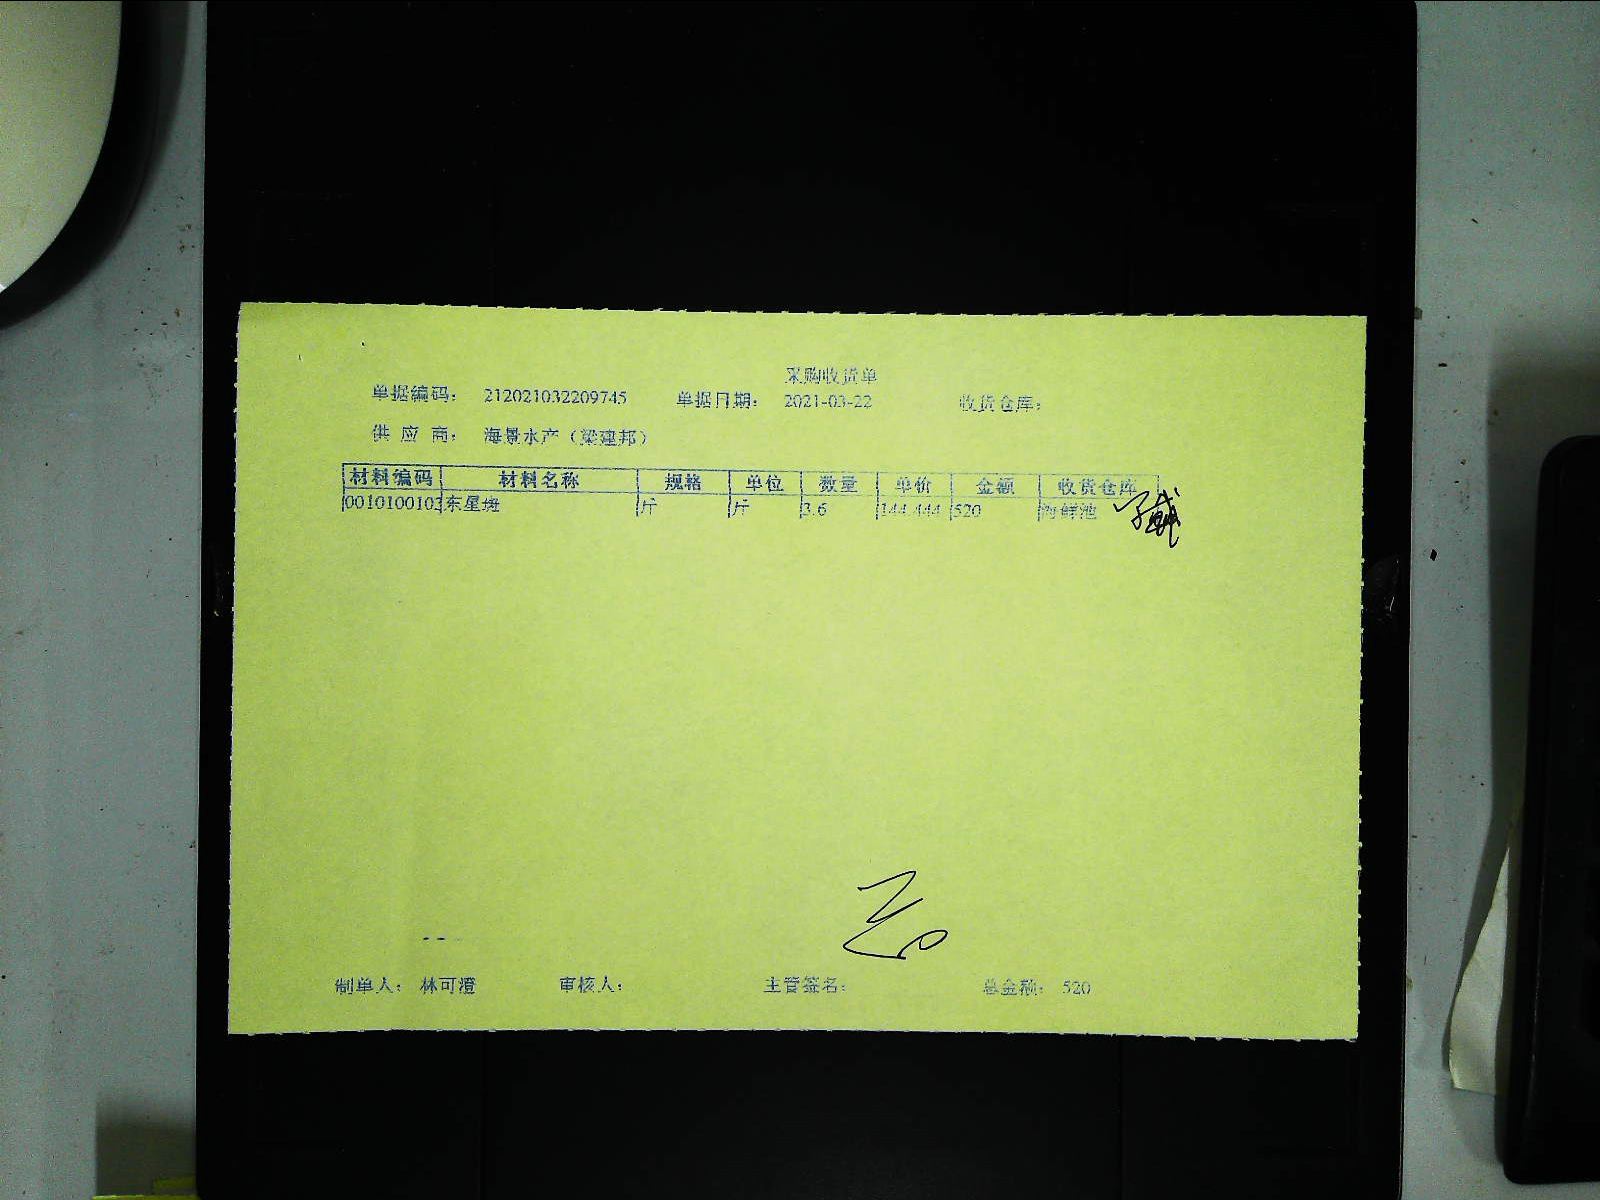 采购收货单
单据编码： 212021032209745 单据日期： 2021-03-22 收货仓库：
供 应 商： 海景水产（梁建邦）
材料编码 材料名称 规格 单位 数量 单价 金额 收货仓库
0010100103 东星斑 斤 斤 3.6 144.444 520 海鲜池
制单人： 林可澄 审核人： 主管签名： 总金额： 520